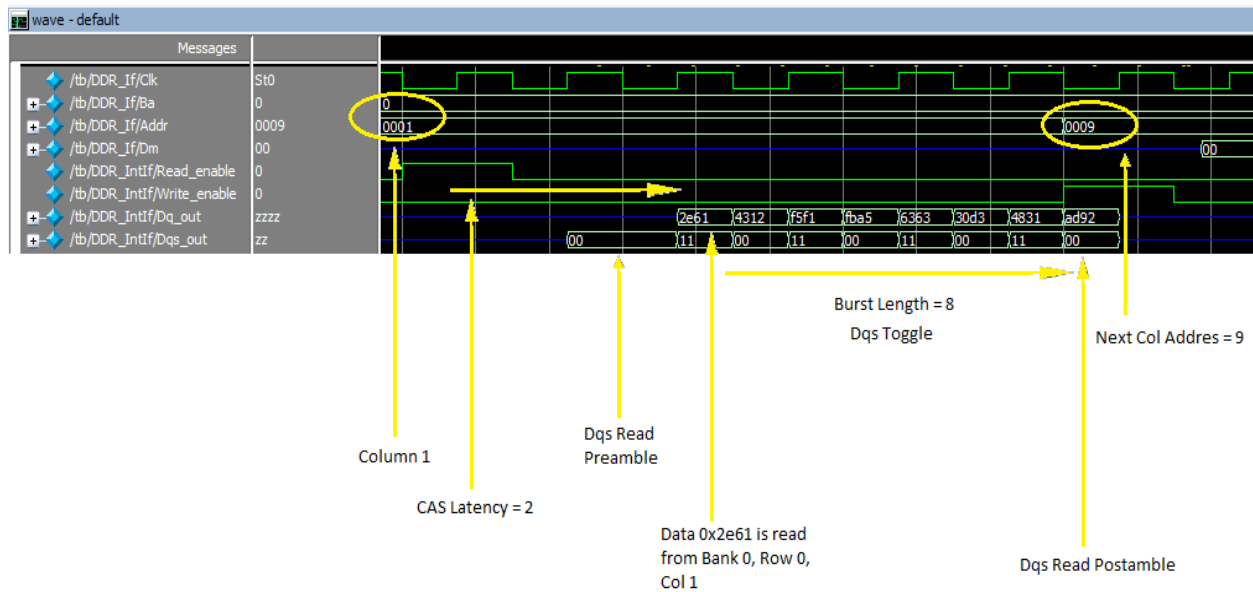 wave - default
Messages
/tb/DDR_If/Clk St0
/tb/DDR_If/Ba 0 0
/tb/DDR_If/Addr 0009 0001 0009
/tb/DDR_If/Dm 00 00
/tb/DDR_IntIf/Read_enable 0
/tb/DDR_IntIf/Write_enable 0
/tb/DDR_IntIf/Dq_out zzzz 2e61 4312 f5f1 fba5 6363 30d3 4831 ad92
/tb/DDR_IntIf/Dqs_out zz 00 11 00 11 00 11 00 11 00
Burst Length = 8
Dqs Toggle
Next Col Addres = 9
Dqs Read
Preamble
Column 1
CAS Latency = 2
Data 0x2e61 is read
from Bank 0, Row 0,
Col 1
Dqs Read Postamble